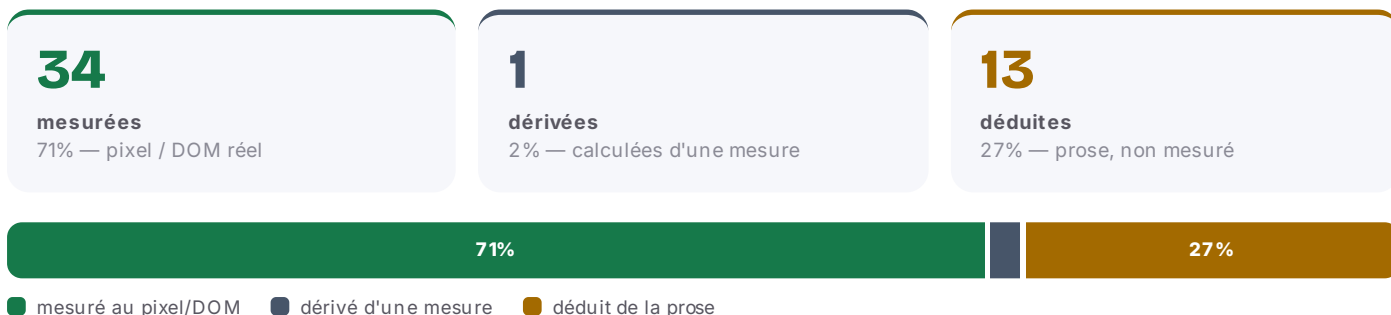 34
mesurées
71% — pixel / DOM réel
1
dérivées
2% — calculées d'une mesure
13
déduites
27% — prose, non mesuré
71%
27%
mesuré au pixel/DOM
dérivé d'une mesure
déduit de la prose